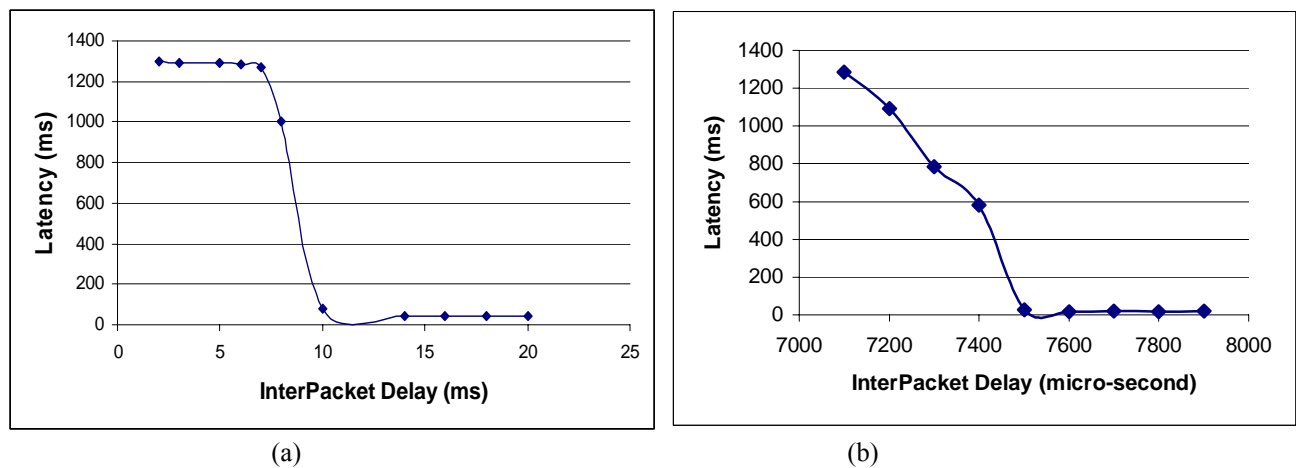 1400
1200
1000
800
600
400
200
0
Latency (ms)
0 5 10 15 20 25
InterPacket Delay (ms)
(a)
1400
1200
1000
800
600
400
200
0
Latency (ms)
7000 7200 7400 7600 7800 8000
InterPacket Delay (micro-second)
(b)